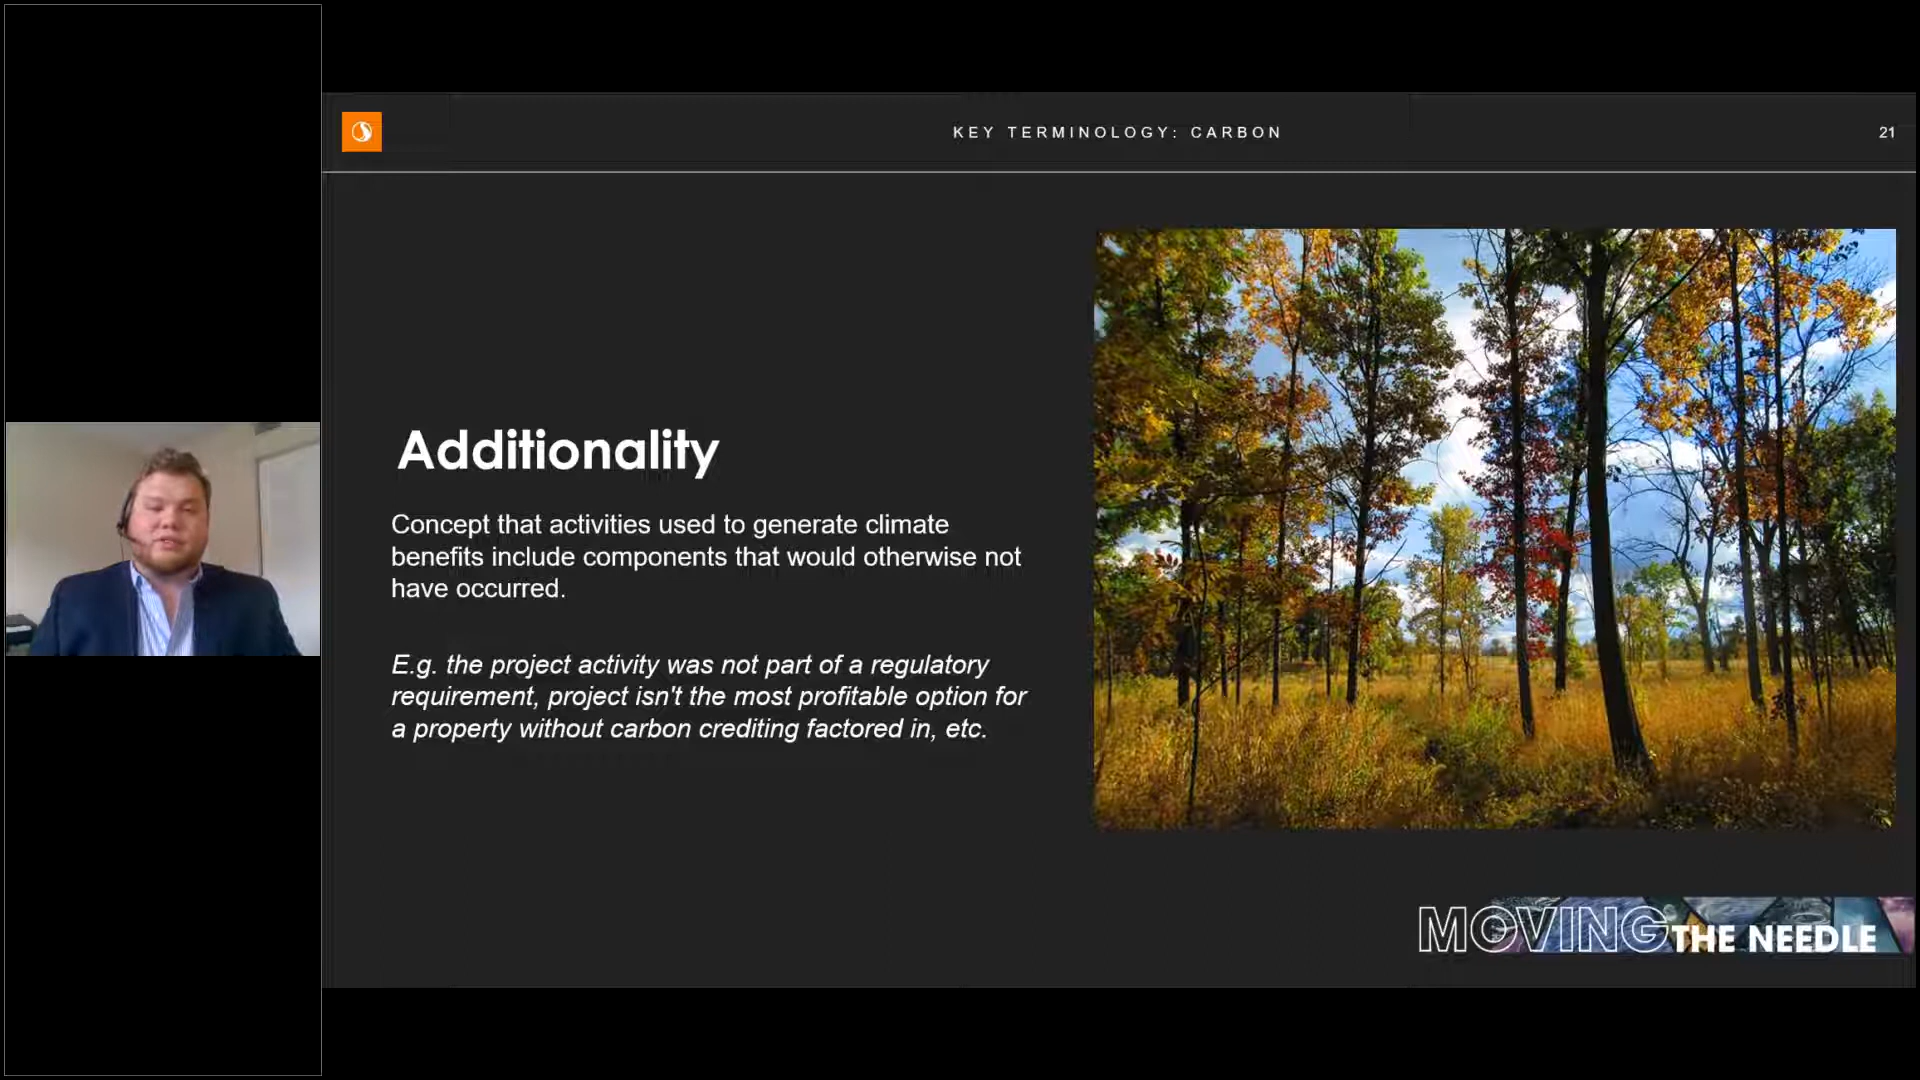 KEY TERMINOLOGY: CARBON
21
Additionality
Concept that activities used to generate climate
benefits include components that would otherwise not
have occurred.
E.g. the project activity was not part of a regulatory
requirement, project isn't the most profitable option for
a property without carbon crediting factored in, etc.
MOVING THE NEEDLE